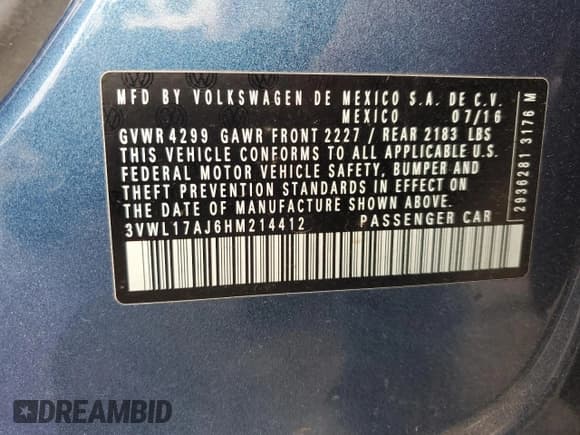 MFD BY VOLKSWAGEN DE MEXICO S.A. DE C.V.
MEXICO 07/16
GVWR 4299 GAWR FRONT 2227 / REAR 2183 LBS
THIS VEHICLE CONFORMS TO ALL APPLICABLE U.S.
FEDERAL MOTOR VEHICLE SAFETY, BUMPER AND
THEFT PREVENTION STANDARDS IN EFFECT ON
THE DATE OF MANUFACTURE SHOWN ABOVE.
3VWL17AJ6HM214412 PASSENGER CAR
2936281 3176 M
DREAMBID